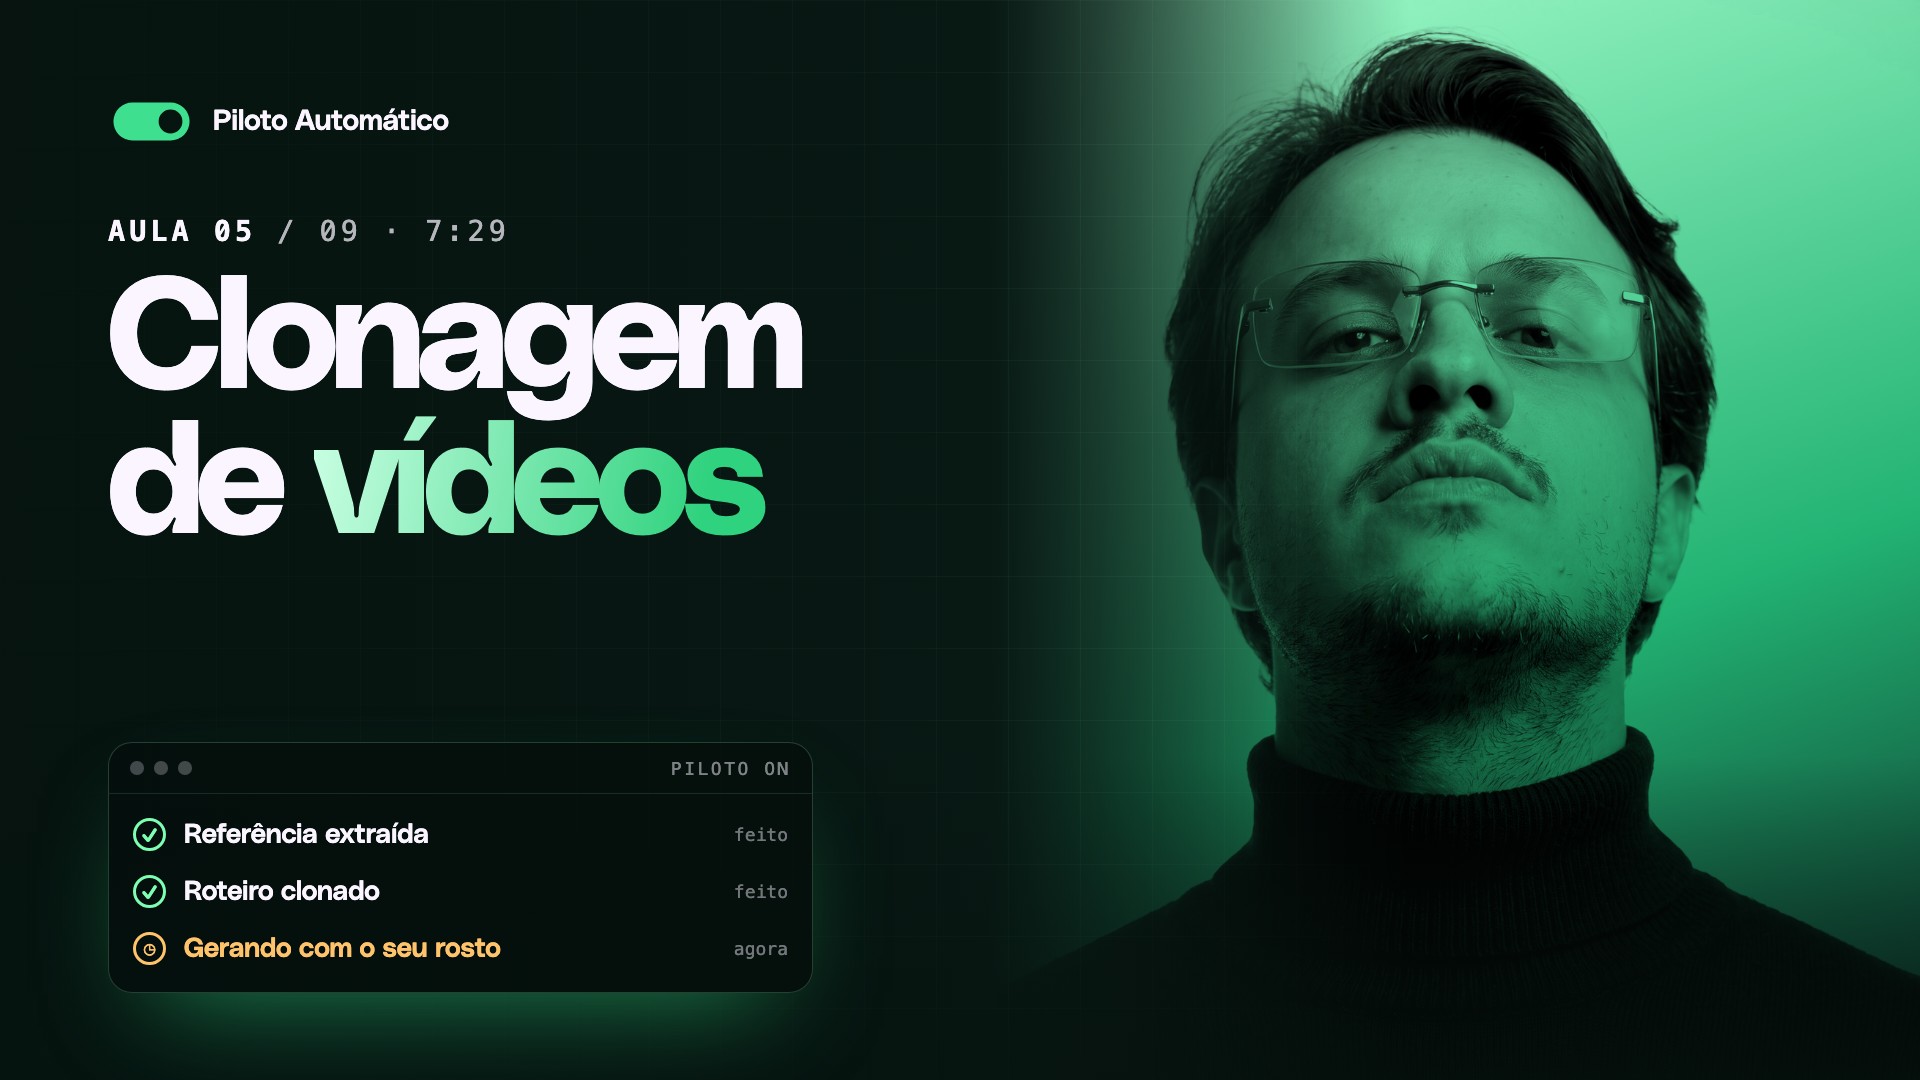 Piloto Automático
AULA 05 / 09 · 7:29
Clonagem
de vídeos
PILOTO ON
Referência extraída feito
Roteiro clonado feito
Gerando com o seu rosto agora